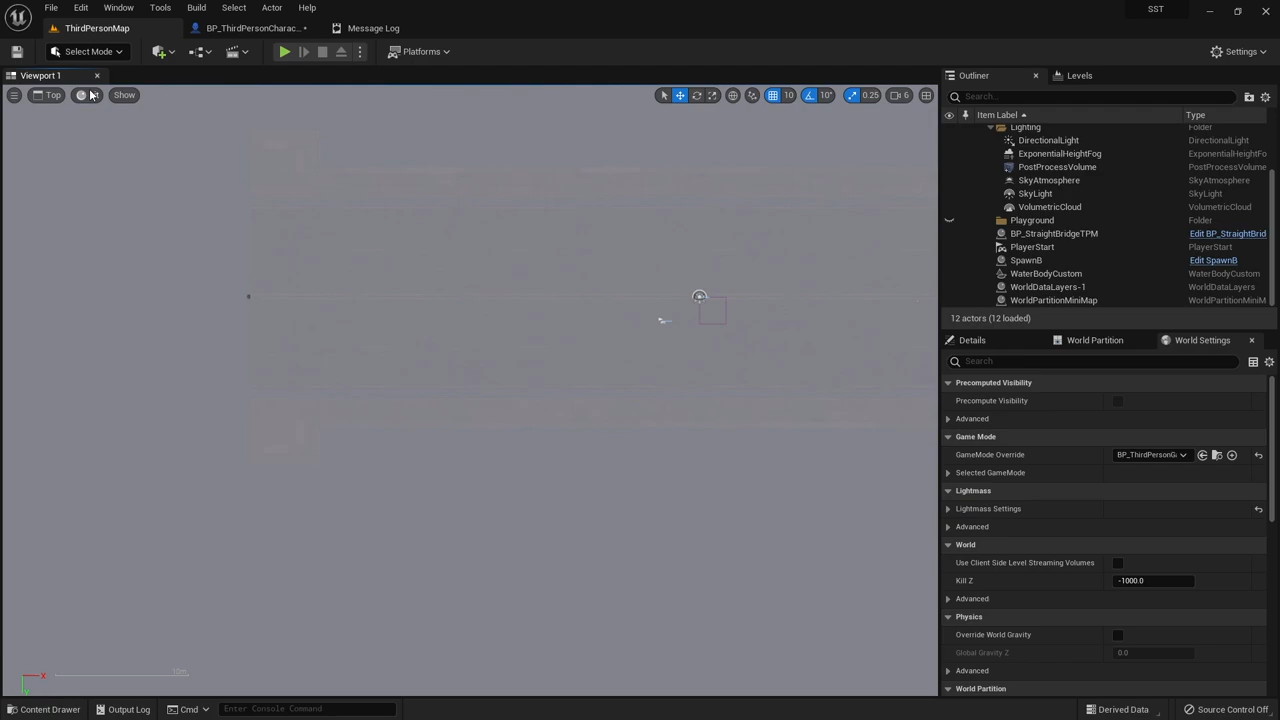 File Edit Window Tools Build Select Actor Help
SST
ThirdPersonMap
BP_ThirdPersonCharac... •
Message Log
Select Mode
Platforms
Settings
Viewport 1
Outliner
Levels
Top
Show
10
10°
0.25
6
Search...
Item Label
Type
Lighting
Folder
DirectionalLight
DirectionalLight
ExponentialHeightFog
ExponentialHeightFo
PostProcessVolume
PostProcessVolume
SkyAtmosphere
SkyAtmosphere
SkyLight
SkyLight
VolumetricCloud
VolumetricCloud
Playground
Folder
BP_StraightBridgeTPM
Edit BP_StraightBrid
PlayerStart
PlayerStart
SpawnB
Edit SpawnB
WaterBodyCustom
WaterBodyCustom
WorldDataLayers-1
WorldDataLayers
WorldPartitionMiniMap
WorldPartitionMiniM
12 actors (12 loaded)
Details
World Partition
World Settings
Search
Precomputed Visibility
Precompute Visibility
Advanced
Game Mode
GameMode Override
BP_ThirdPersonGa
Selected GameMode
Lightmass
Lightmass Settings
Advanced
World
Use Client Side Level Streaming Volumes
Kill Z
-1000.0
Advanced
Physics
Override World Gravity
Global Gravity Z
0.0
Advanced
World Partition
10m
X
Y
Content Drawer
Output Log
Cmd
Enter Console Command
Derived Data
Source Control Off